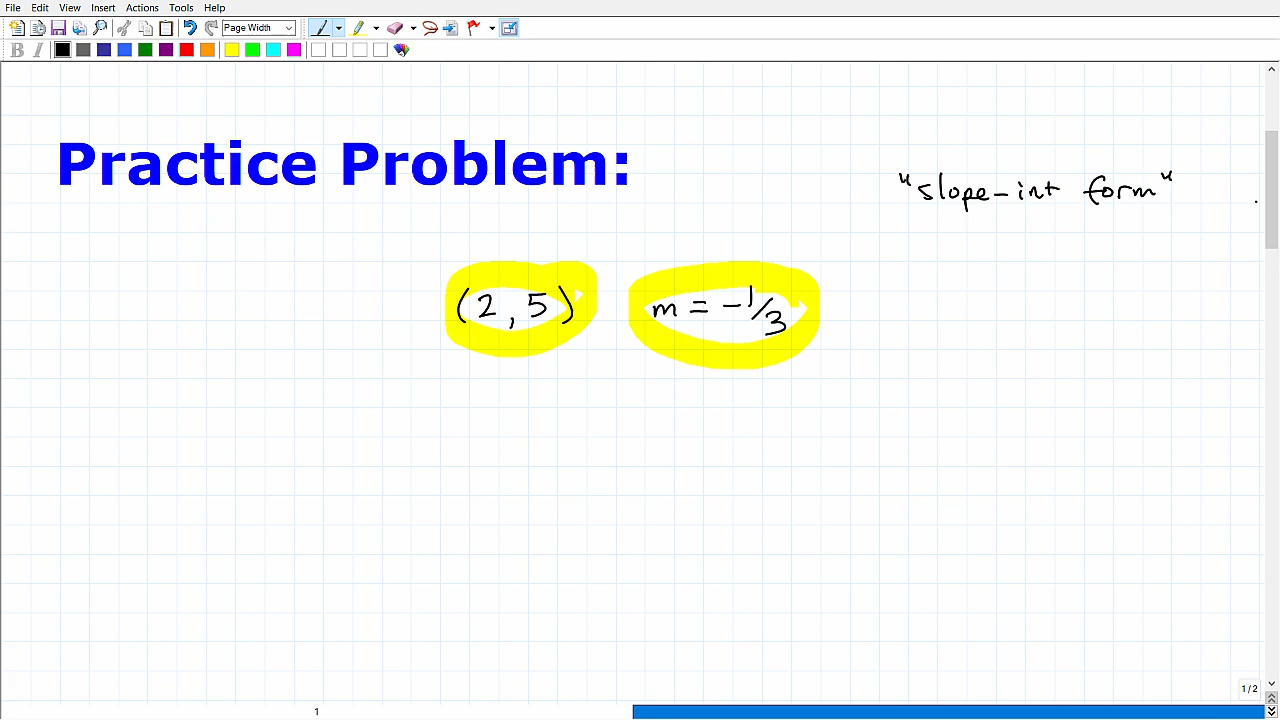 File Edit View Insert Actions Tools Help
Page Width
B I
Practice Problem:
"slope-int form"
(2, 5) m = -1/3
1/2
1